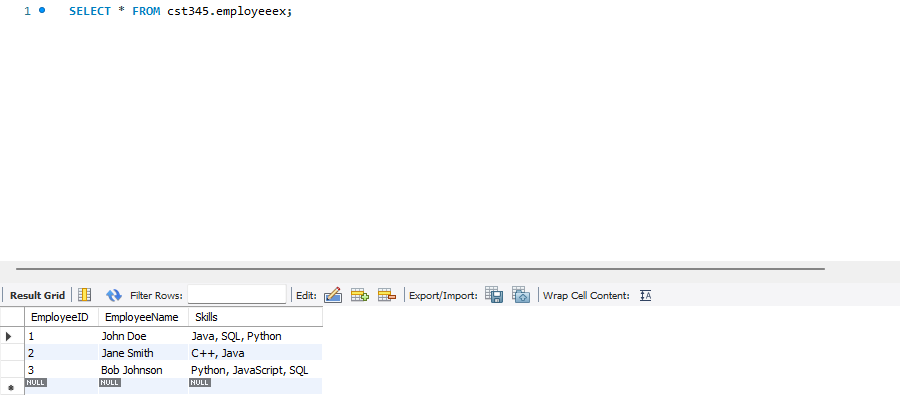 1 SELECT * FROM cst345.employeeex;
Result Grid Filter Rows: Edit: Export/Import: Wrap Cell Content: IA
EmployeeID EmployeeName Skills
1 John Doe Java, SQL, Python
2 Jane Smith C++, Java
3 Bob Johnson Python, JavaScript, SQL
NULL NULL NULL